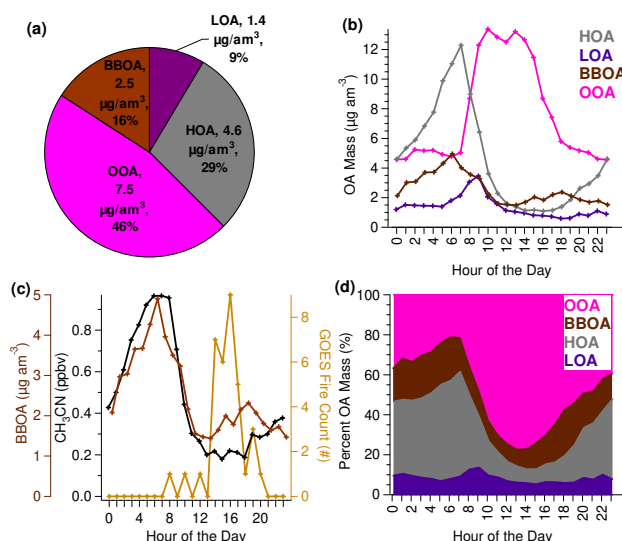 (a)
LOA, 1.4
µg/am³,
9%
BBOA,
2.5
µg/am³,
16%
HOA, 4.6
µg/am³,
29%
OOA,
7.5
µg/am³,
46%
(b)
HOA
LOA
BBOA
OOA
OA Mass (µg am⁻³)
12
10
8
6
4
2
0
0 2 4 6 8 10 12 14 16 18 20 22
Hour of the Day
(c)
BBOA (µg am⁻³)
5
4
3
2
1
0
CH₃CN (ppbv)
0.8
0.6
0.4
0.2
0.0
GOES Fire Count (#)
8
6
4
2
0
0 4 8 12 16 20
Hour of the Day
(d)
OOA
BBOA
HOA
LOA
Percent OA Mass (%)
100
80
60
40
20
0
0 2 4 6 8 10 12 14 16 18 20 22
Hour of the Day